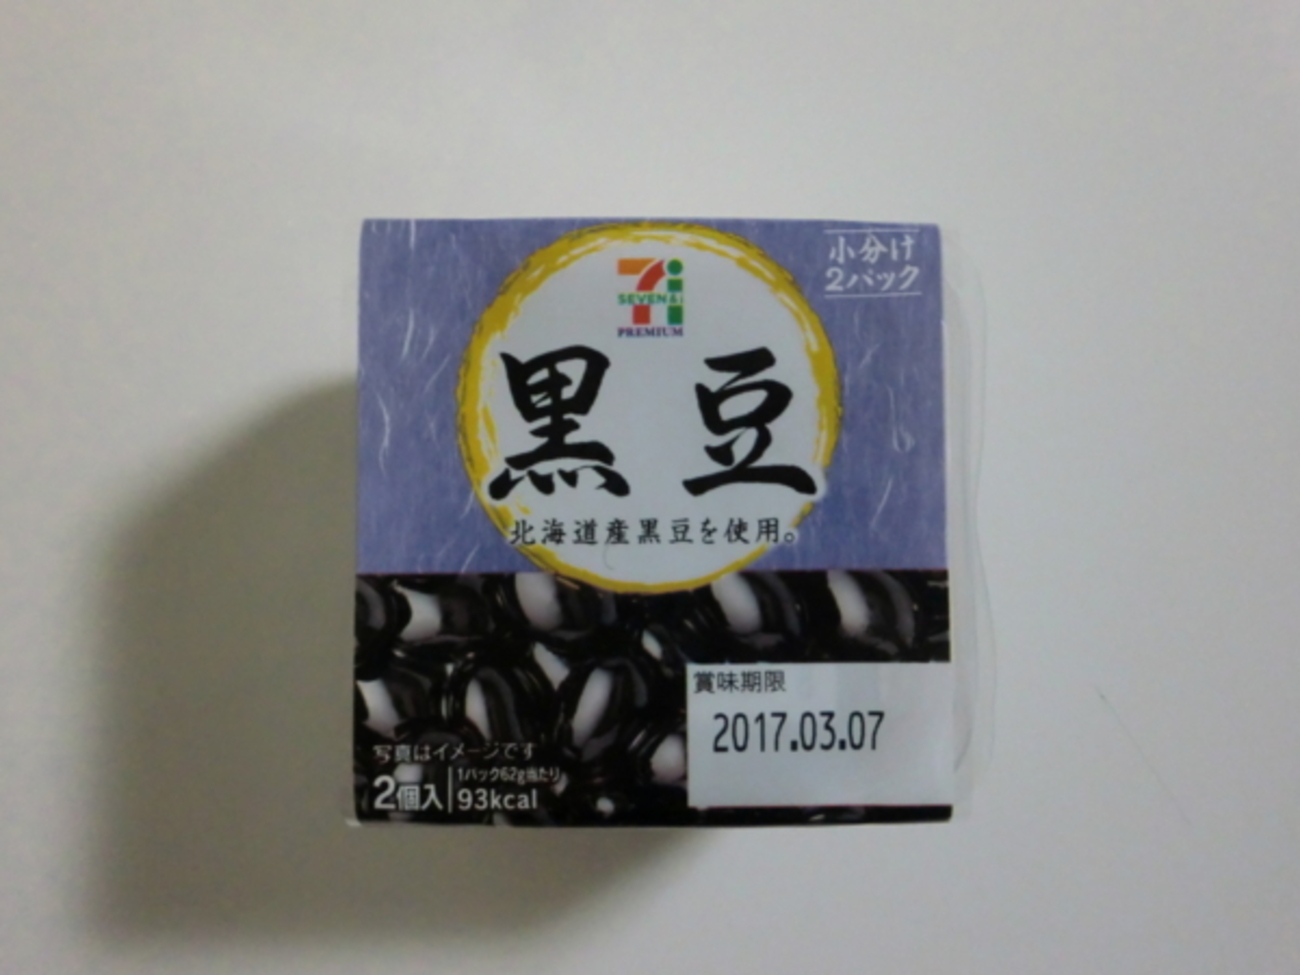 小分け
2パック
SEVEN&i
PREMIUM
黒豆
北海道産黒豆を使用。
賞味期限
2017.03.07
写真はイメージです
2個入
1パック62g当たり
93kcal